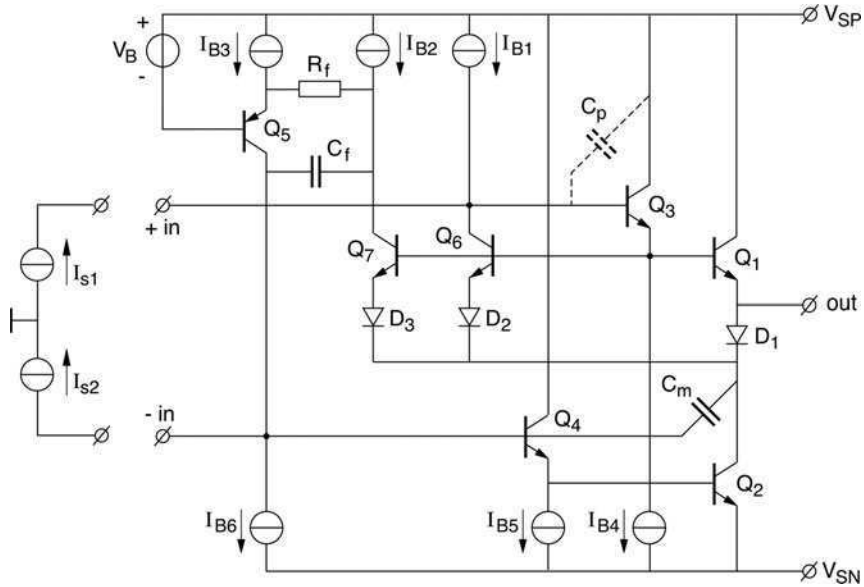 +
V_SP
I_B3
I_B2
I_B1
V_B
-
R_f
C_p
Q_5
C_f
Q_3
+ in
Q_7
Q_6
Q_1
I_s1
out
D_3
D_2
D_1
I_s2
C_m
- in
Q_4
Q_2
I_B6
I_B5
I_B4
V_SN